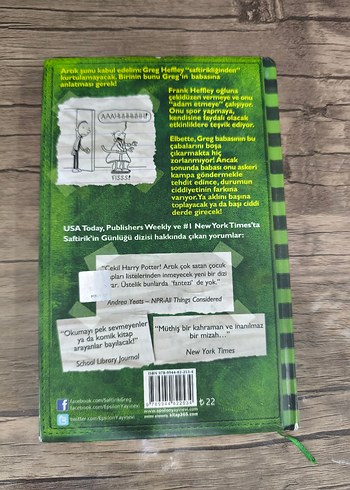 Artık şunu kabul edelim: Greg Heffley "saftirikliğinden"
kurtulamayacak. Birinin bunu Greg'in babasına
anlatması gerek!
Frank Heffley oğluna
çekidüzen vermeye ve onu
"adam etmeye" çalışıyor.
Onu spor yapmaya,
kendisine faydalı olacak
etkinliklere teşvik ediyor.
Elbette, Greg babasının bu
çabalarını boşa
çıkarmakta hiç
zorlanmıyor! Ancak
sonunda babası onu askeri
kampa göndermekle
tehdit edince, durumun
ciddiyetinin farkına
varıyor. Ya aklını başına
toplayacak ya da başı ciddi
derde girecek!
USA Today, Publishers Weekly ve #1 New York Times'ta
Saftirik'in Günlüğü dizisi hakkında çıkan yorumlar:
"Çekil Harry Potter! Artık çok satan çocuk
kitapları listelerinden inmeyecek yeni bir dizi
var. Üstelik bunlarda 'fantezi' de yok."
Andrea Yeats – NPR-All Things Considered
"Okumayı pek sevmeyenler
ya da komik kitap
arayanlar bayılacak!"
School Library Journal
"Müthiş bir kahraman ve inanılmaz
bir mizah..."
New York Times
facebook.com/SaftirikGreg
facebook.com/EpsilonYayinevi
twitter.com/EpsilonYayinevi
www.epsilonyayinevi.com
₺ 22